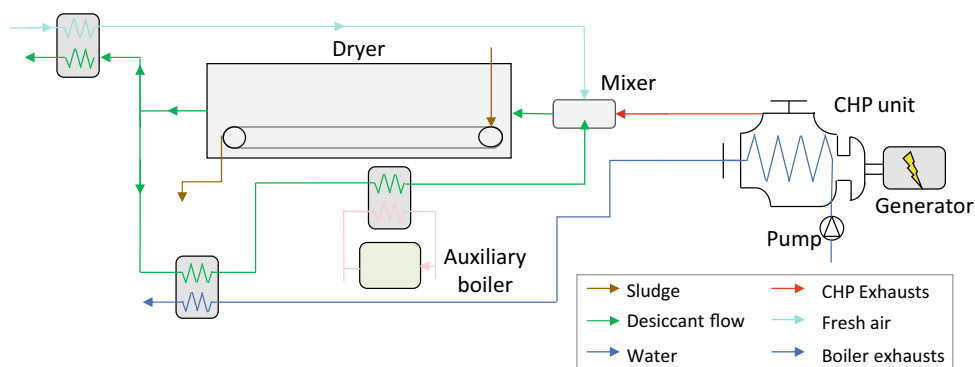 Dryer
Mixer
CHP unit
Generator
Pump
Auxiliary
boiler
Sludge
CHP Exhausts
Desiccant flow
Fresh air
Water
Boiler exhausts